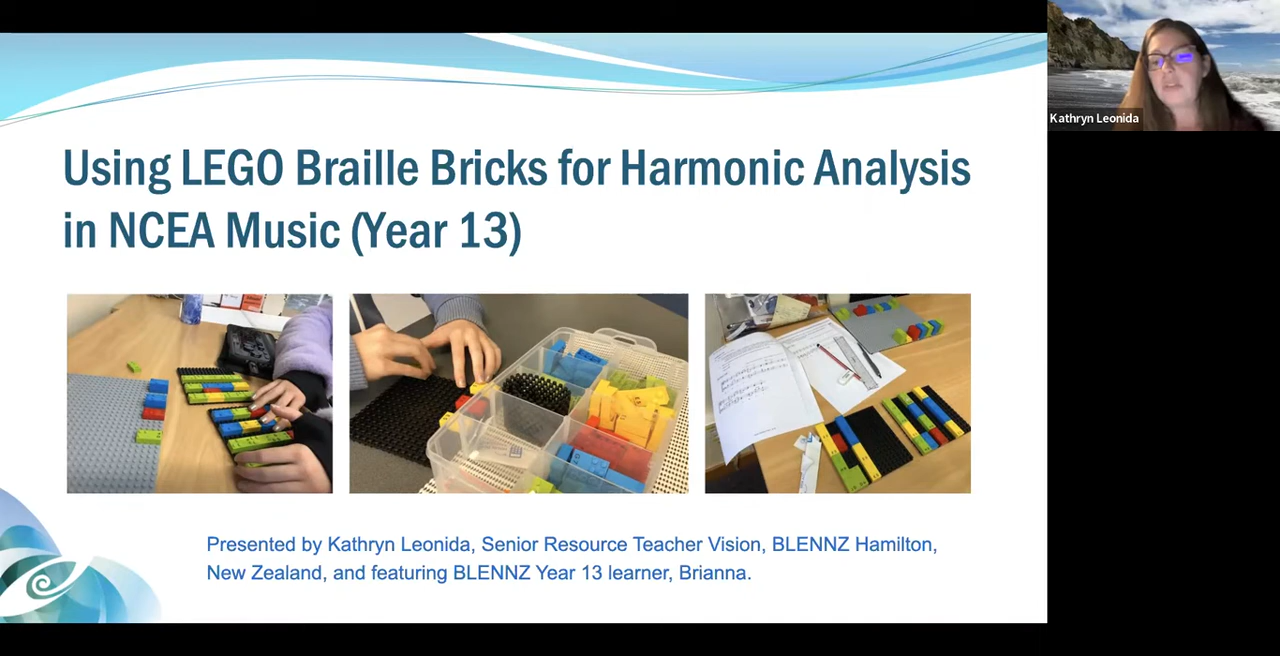 Using LEGO Braille Bricks for Harmonic Analysis
in NCEA Music (Year 13)
Presented by Kathryn Leonida, Senior Resource Teacher Vision, BLENNZ Hamilton,
New Zealand, and featuring BLENNZ Year 13 learner, Brianna.
Kathryn Leonida